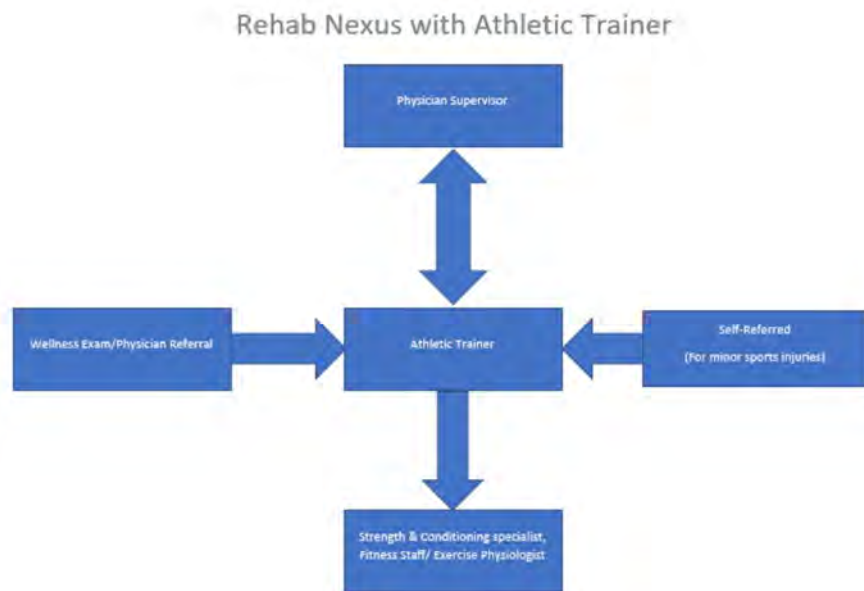 Rehab Nexus with Athletic Trainer
Physician Supervisor
Wellness Exam/Physician Referral
Athletic Trainer
Self-Referred
(For minor sports injuries)
Strength & Conditioning specialist,
Fitness Staff/ Exercise Physiologist